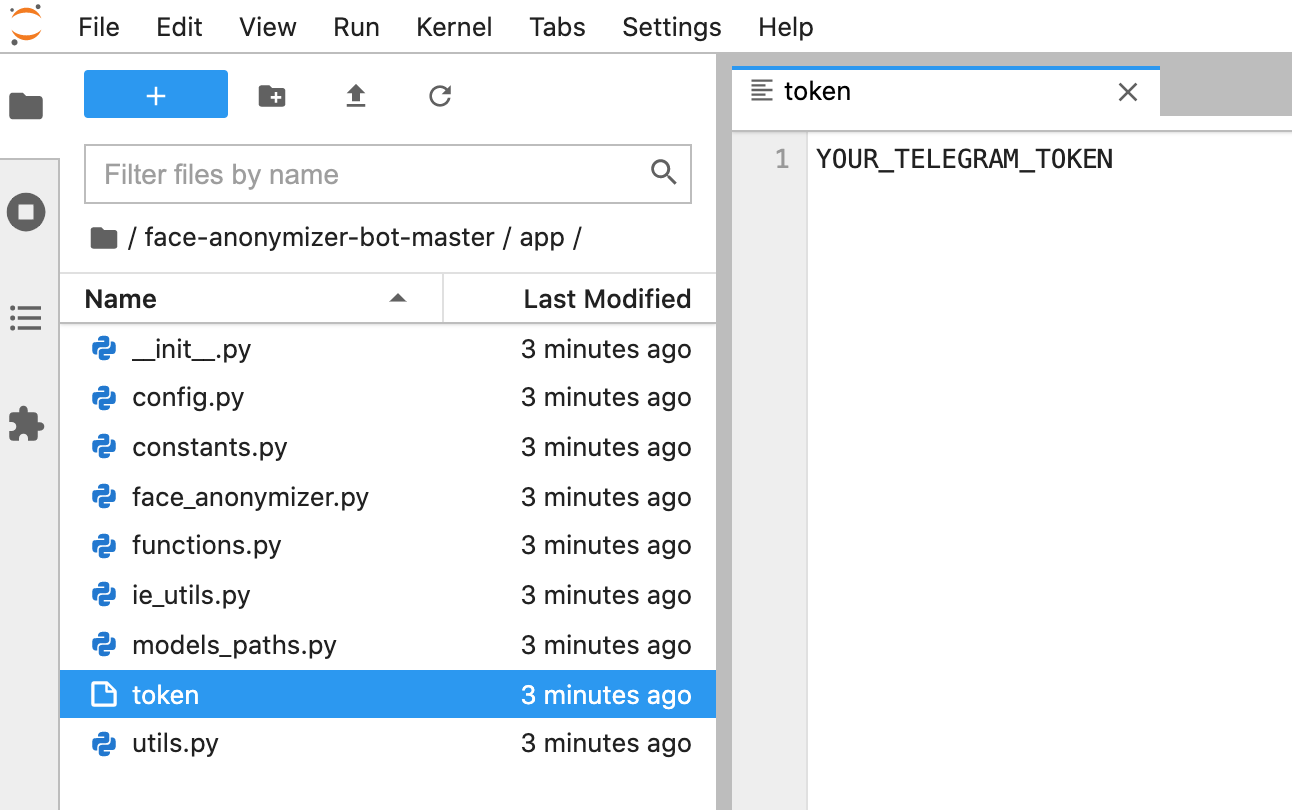 File Edit View Run Kernel Tabs Settings Help
+
Filter files by name
/ face-anonymizer-bot-master / app /
Name Last Modified
__init__.py 3 minutes ago
config.py 3 minutes ago
constants.py 3 minutes ago
face_anonymizer.py 3 minutes ago
functions.py 3 minutes ago
ie_utils.py 3 minutes ago
models_paths.py 3 minutes ago
token 3 minutes ago
utils.py 3 minutes ago
token
1 YOUR_TELEGRAM_TOKEN